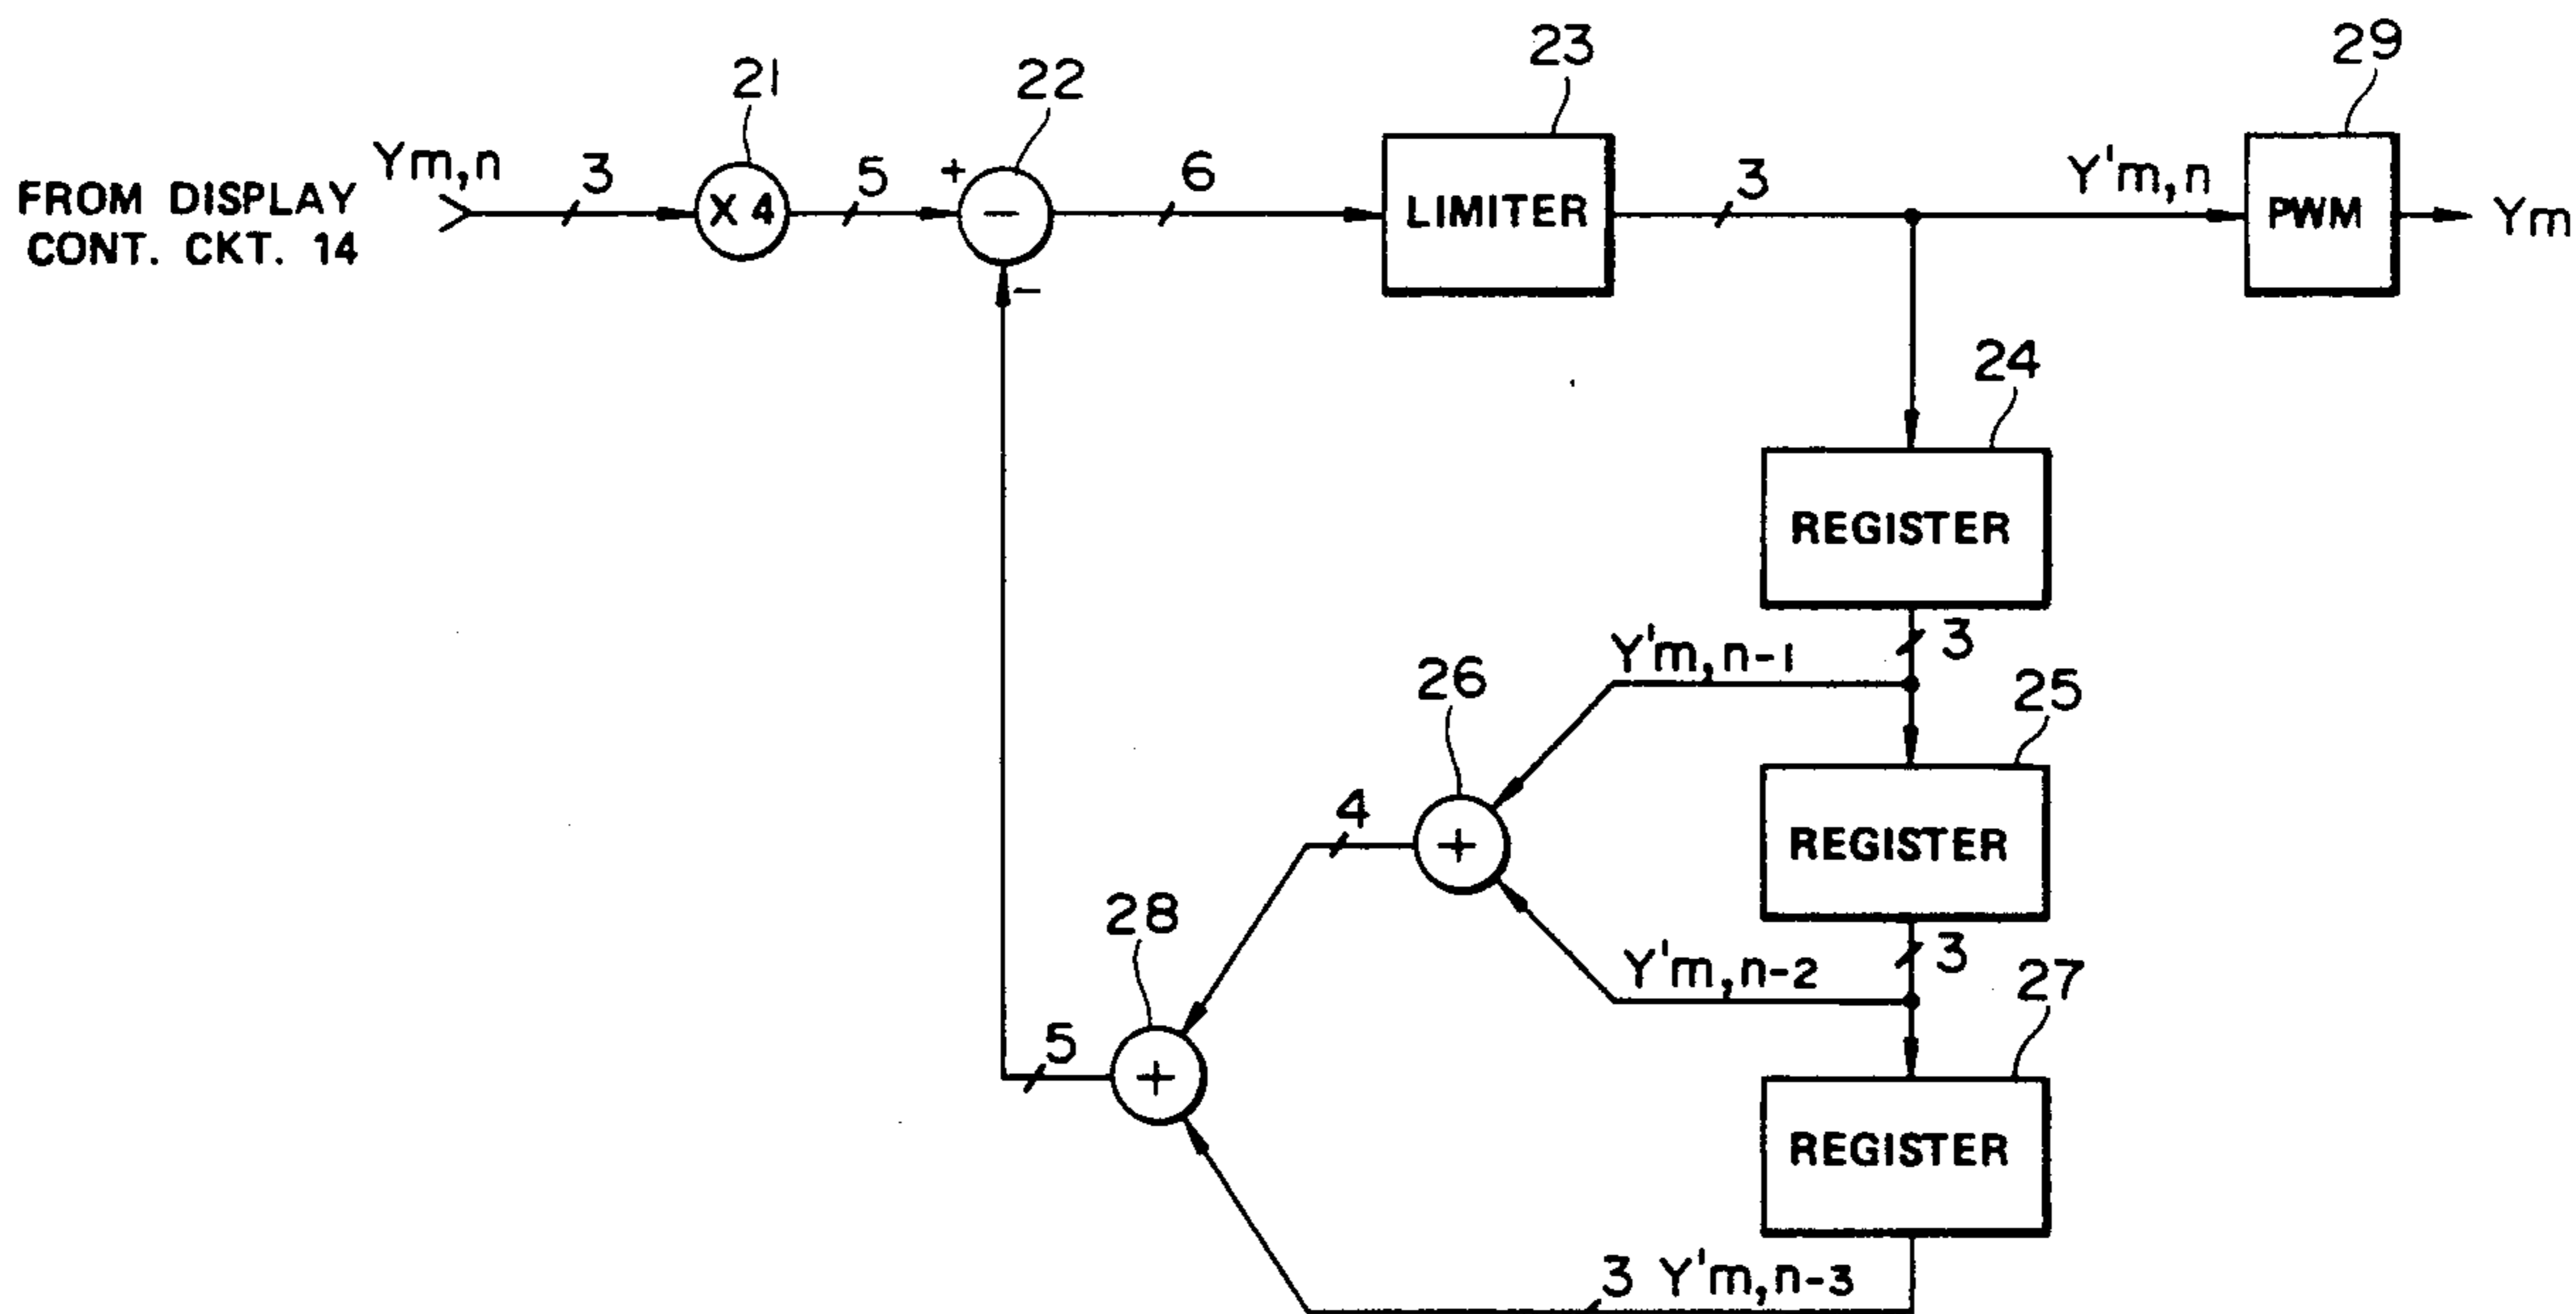 23
29
21
22
Ym,n
3
5
+
6
3
Y'm,n
FROM DISPLAY
CONT. CKT. 14
X 4
−
LIMITER
PWM
Ym
−
24
REGISTER
3
Y'm,n-1
26
25
4
+
REGISTER
28
3
Y'm,n-2
27
5
+
REGISTER
3
Y'm,n-3